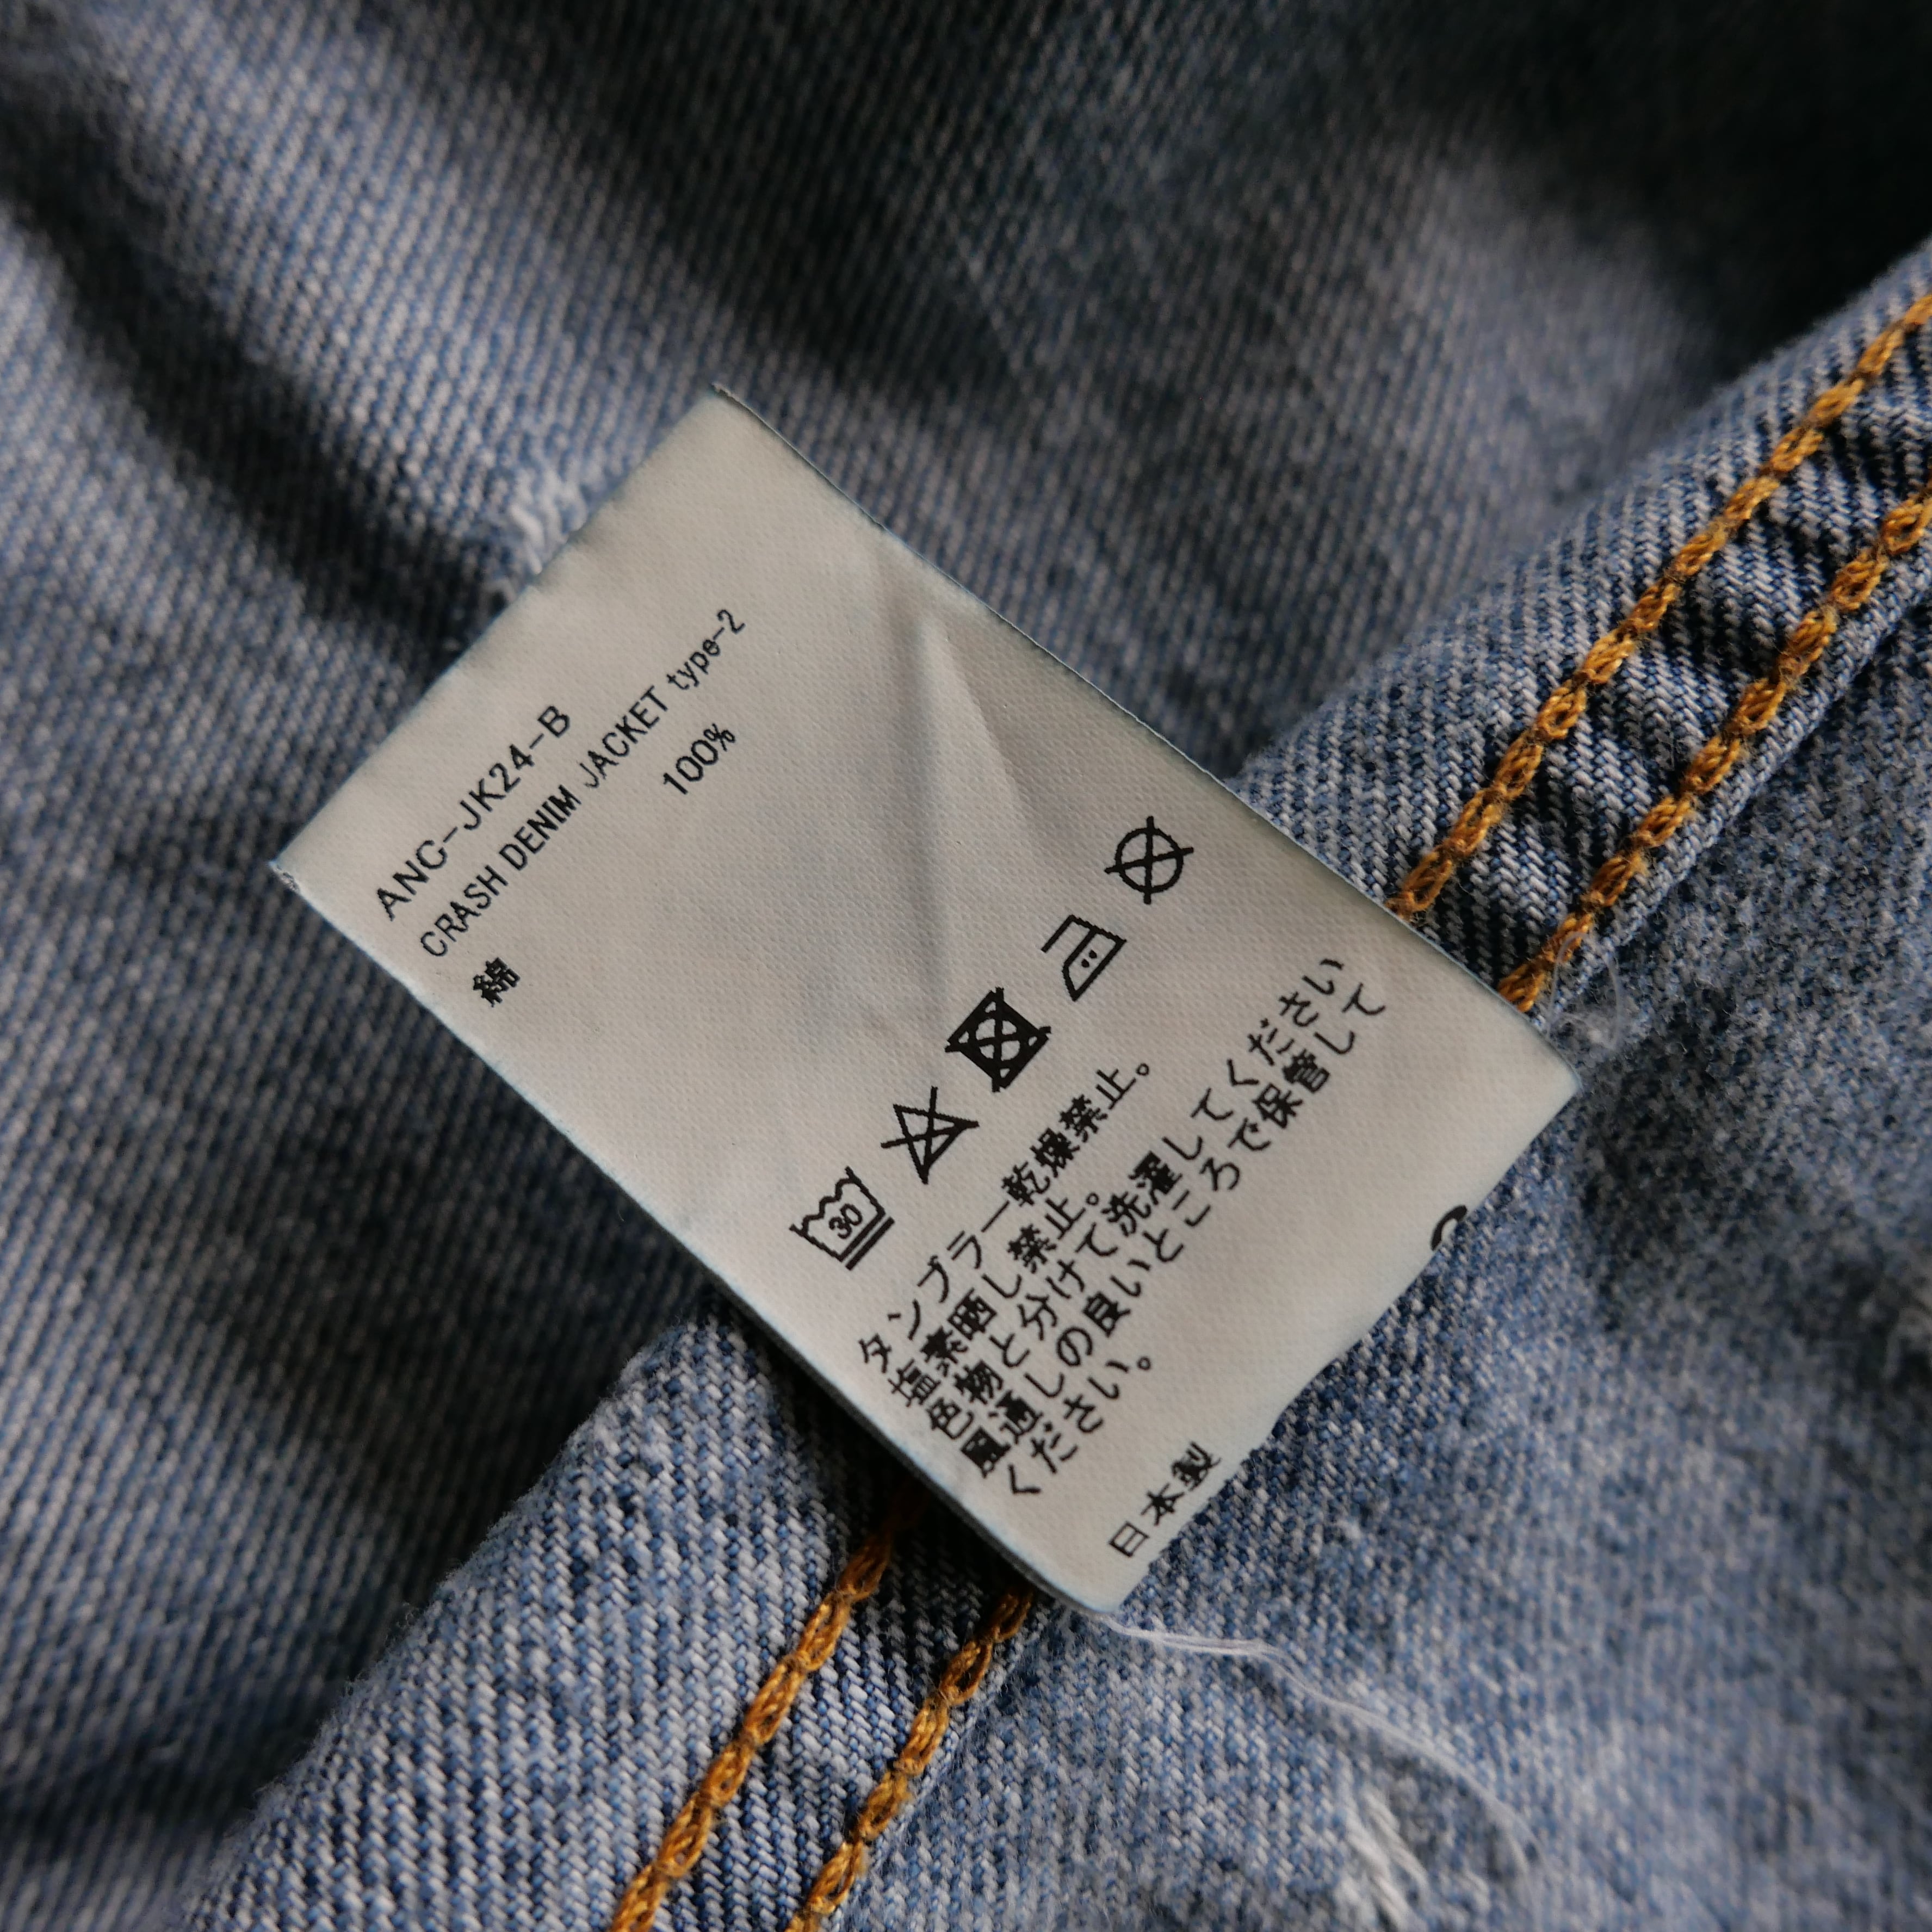 ANC-JK24-B
CRASH DENIM JACKET type-2
綿 100%
30
タンブラー乾燥禁止。
塩素晒し禁止。
色物と分けて洗濯してください
風通しの良いところで保管して
ください。
日本製